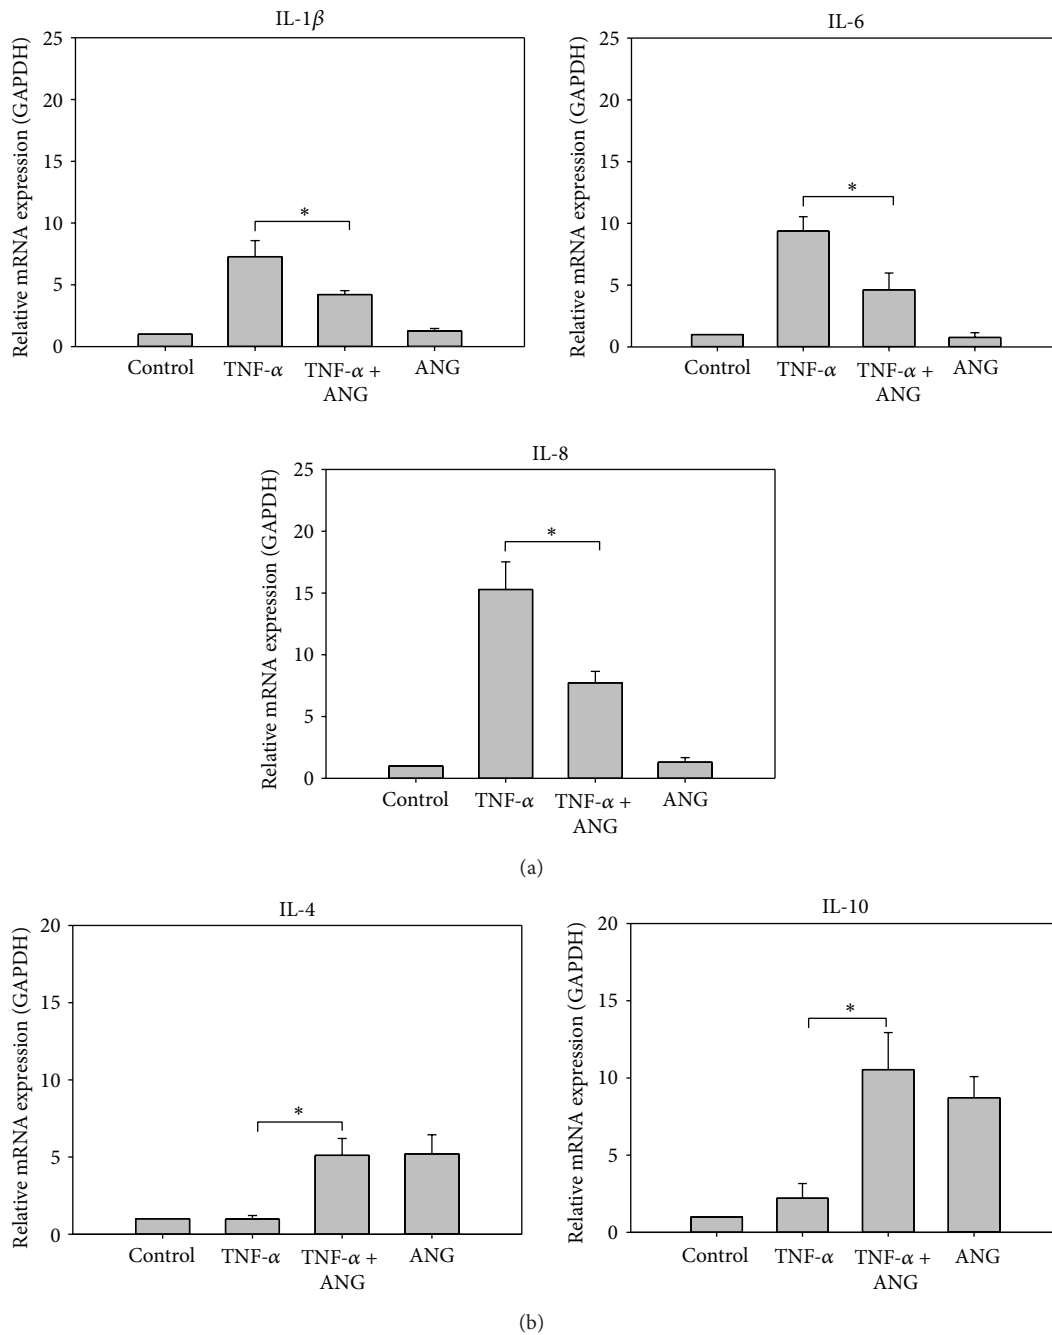 IL-1β
Relative mRNA expression (GAPDH)
25
20
15
10
5
0
*
Control
TNF-α
TNF-α +
ANG
ANG
IL-6
Relative mRNA expression (GAPDH)
25
20
15
10
5
0
*
Control
TNF-α
TNF-α +
ANG
ANG
IL-8
Relative mRNA expression (GAPDH)
25
20
15
10
5
0
*
Control
TNF-α
TNF-α +
ANG
ANG
(a)
IL-4
Relative mRNA expression (GAPDH)
20
15
10
5
0
*
Control
TNF-α
TNF-α +
ANG
ANG
IL-10
Relative mRNA expression (GAPDH)
20
15
10
5
0
*
Control
TNF-α
TNF-α +
ANG
ANG
(b)